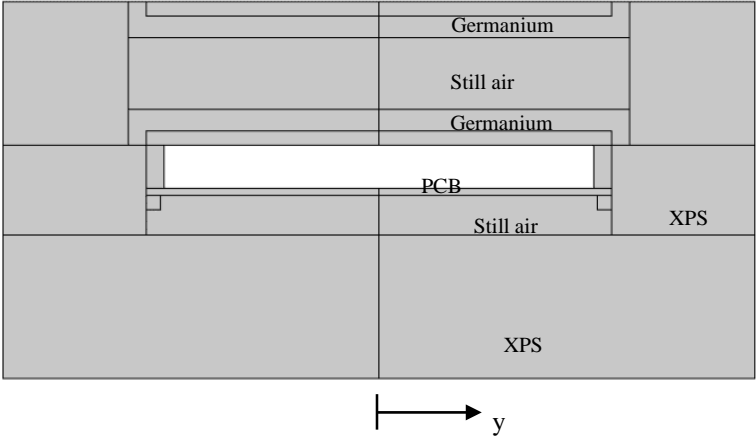 Germanium
Still air
Germanium
PCB
XPS
Still air
XPS
y